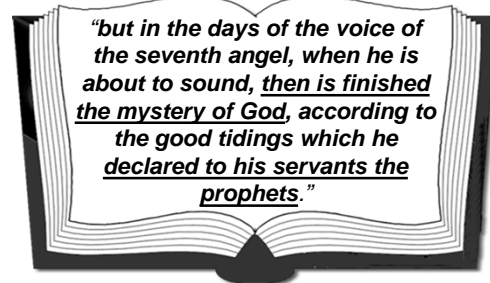 “but in the days of the voice of
the seventh angel, when he is
about to sound, then is finished
the mystery of God, according to
the good tidings which he
declared to his servants the
prophets.”